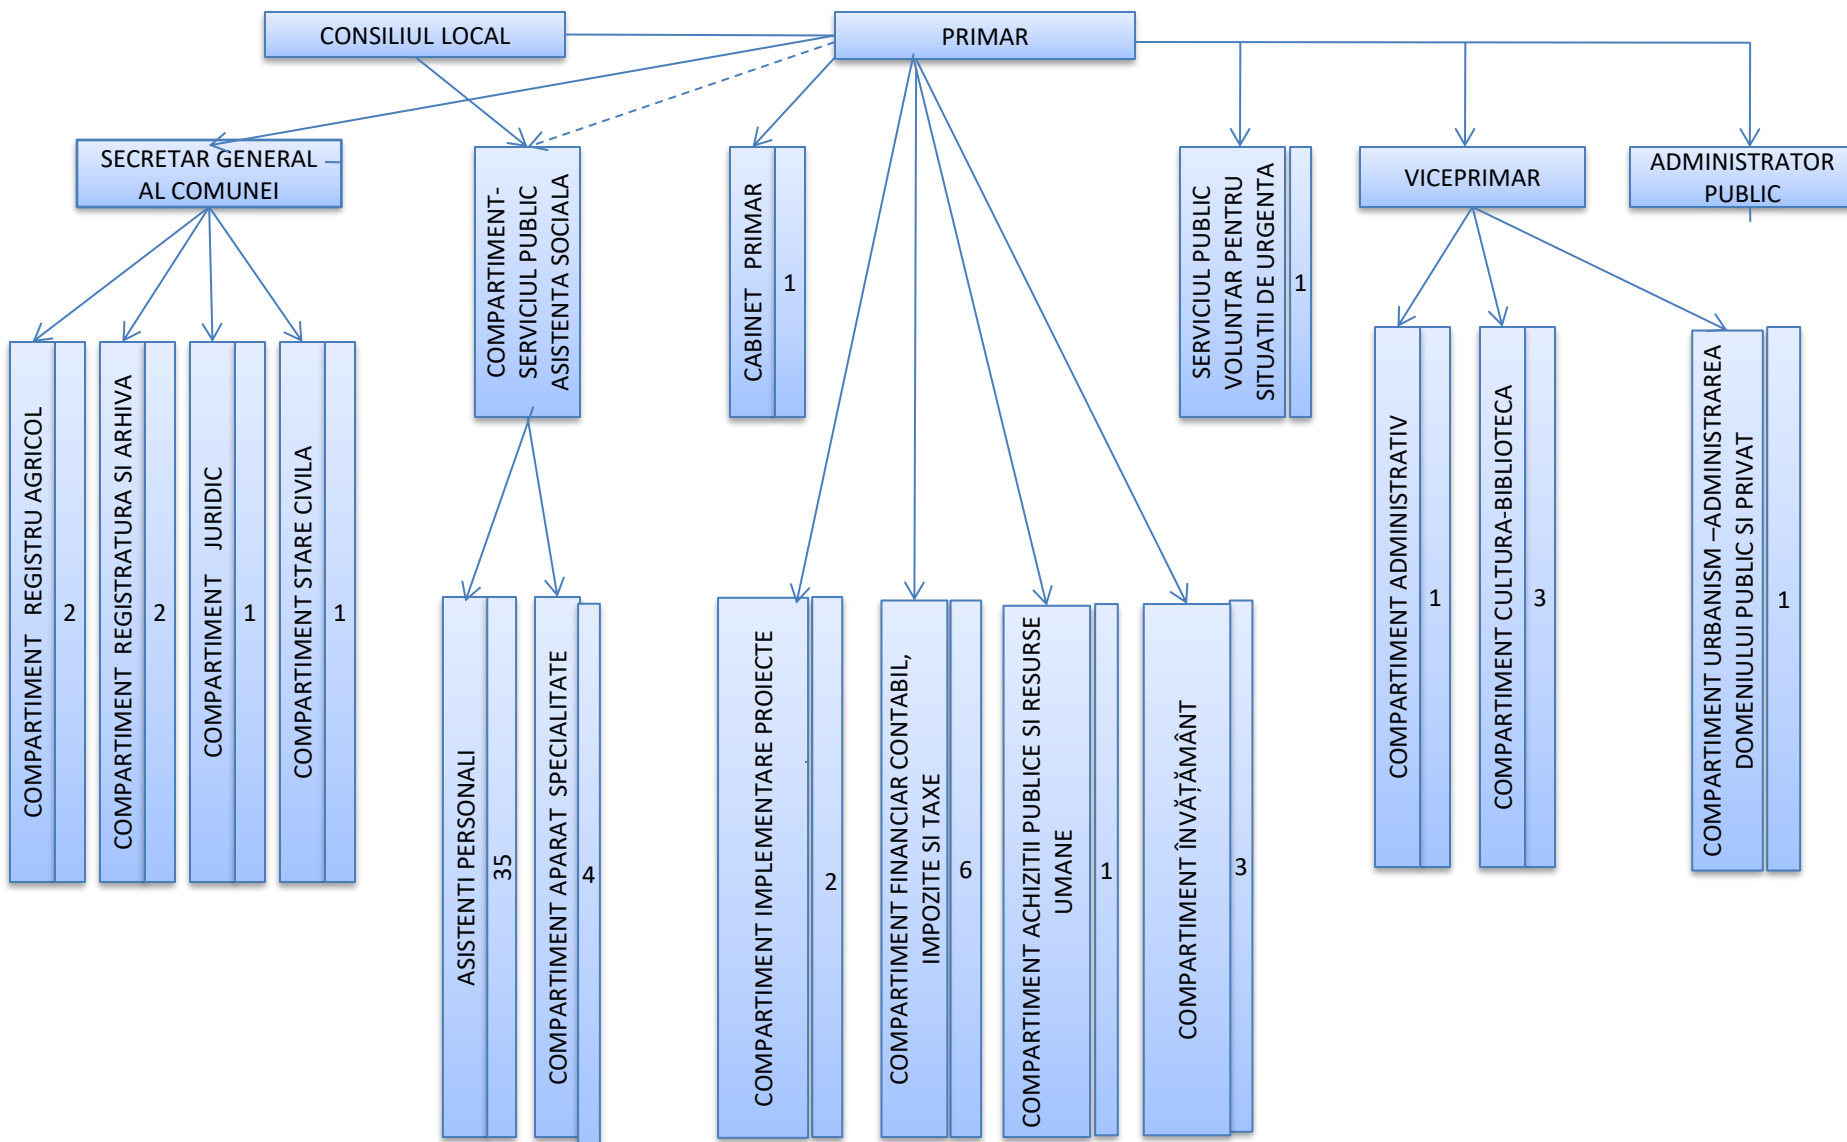 CONSILIUL LOCAL
PRIMAR
SECRETAR GENERAL
AL COMUNEI
COMPARTIMENT-
SERVICIUL PUBLIC
ASISTENTA SOCIALA
CABINET PRIMAR
1
SERVICIUL PUBLIC
VOLUNTAR PENTRU
SITUATII DE URGENTA
1
VICEPRIMAR
ADMINISTRATOR
PUBLIC
COMPARTIMENT REGISTRU AGRICOL
2
COMPARTIMENT REGISTRATURA SI ARHIVA
2
COMPARTIMENT JURIDIC
1
COMPARTIMENT STARE CIVILA
1
ASISTENTI PERSONALI
35
COMPARTIMENT APARAT SPECIALITATE
4
COMPARTIMENT IMPLEMENTARE PROIECTE
2
COMPARTIMENT FINANCIAR CONTABIL,
IMPOZITE SI TAXE
6
COMPARTIMENT ACHIZITII PUBLICE SI RESURSE
UMANE
1
COMPARTIMENT ÎNVĂȚĂMÂNT
3
COMPARTIMENT ADMINISTRATIV
1
COMPARTIMENT CULTURA-BIBLIOTECA
3
COMPARTIMENT URBANISM –ADMINISTRAREA
DOMENIULUI PUBLIC SI PRIVAT
1